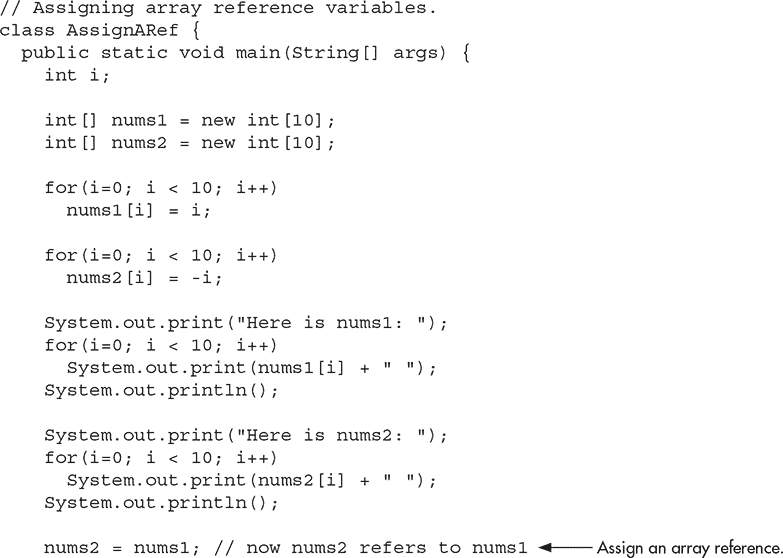 // Assigning array reference variables.
class AssignARef {
  public static void main(String[] args) {
    int i;

    int[] nums1 = new int[10];
    int[] nums2 = new int[10];

    for(i=0; i < 10; i++)
      nums1[i] = i;

    for(i=0; i < 10; i++)
      nums2[i] = -i;

    System.out.print("Here is nums1: ");
    for(i=0; i < 10; i++)
      System.out.print(nums1[i] + " ");
    System.out.println();

    System.out.print("Here is nums2: ");
    for(i=0; i < 10; i++)
      System.out.print(nums2[i] + " ");
    System.out.println();

    nums2 = nums1; // now nums2 refers to nums1 Assign an array reference.